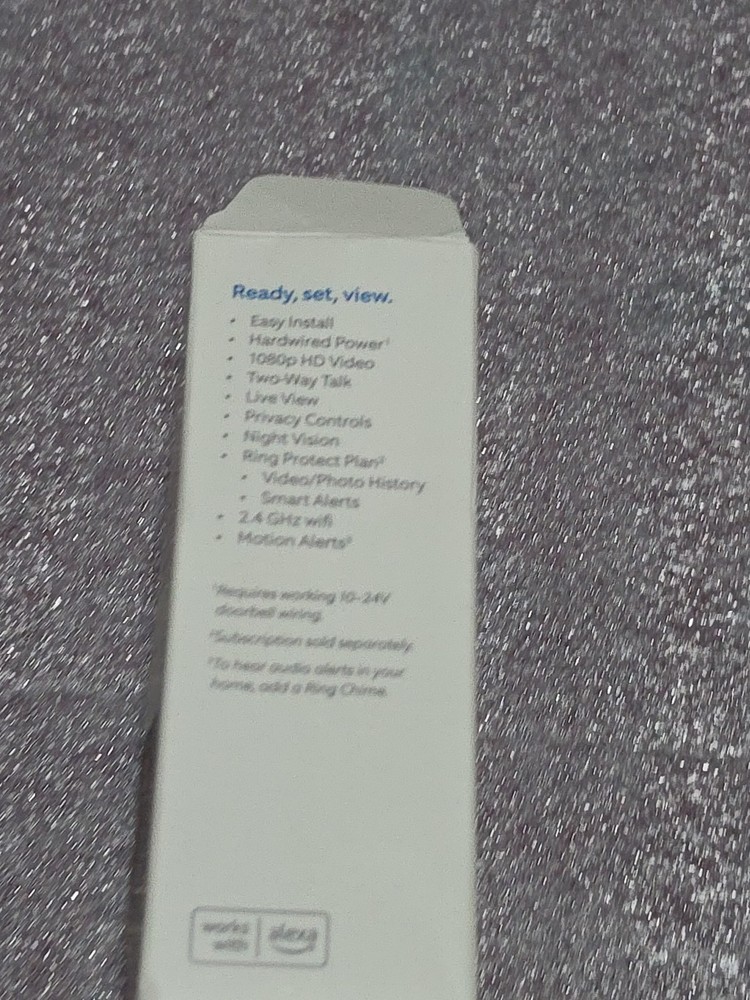 Ready, set, view.
• Easy Install
• Hardwired Power¹
• 1080p HD Video
• Two-Way Talk
• Live View
• Privacy Controls
• Night Vision
• Ring Protect Plan²
• Video/Photo History
• Smart Alerts
• 2.4 GHz wifi
• Motion Alerts³
¹Requires working 10-24V
doorbell wiring.
²Subscription sold separately.
³To hear audio alerts in your
home, add a Ring Chime.
works
with
alexa